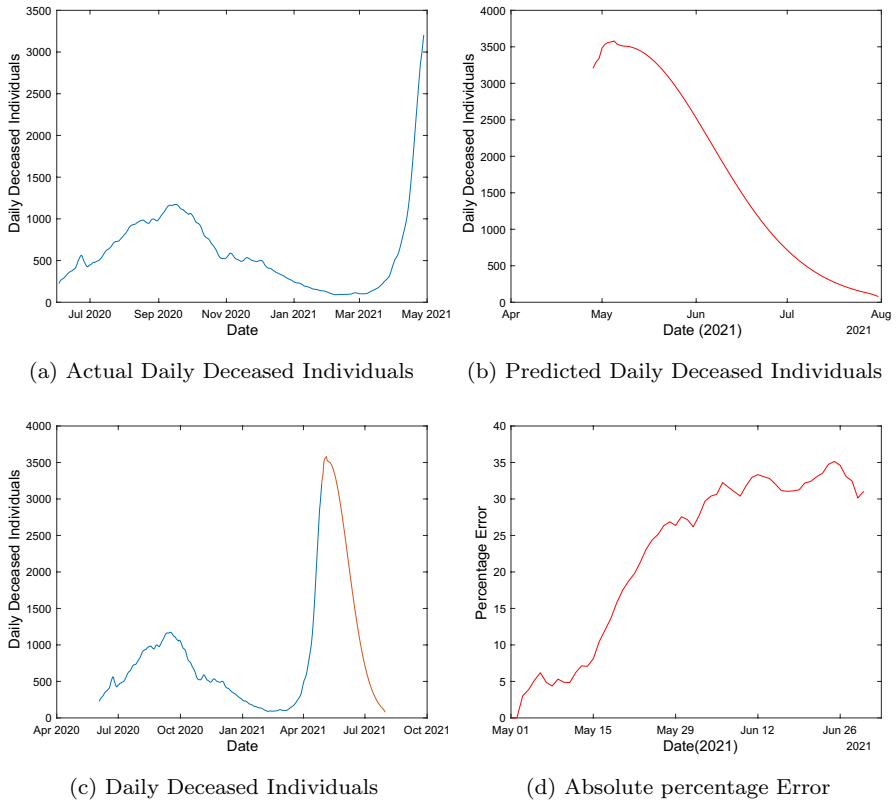 3500
3000
2500
2000
1500
1000
500
0
Daily Deceased Individuals
Jul 2020 Sep 2020 Nov 2020 Jan 2021 Mar 2021 May 2021
Date
(a) Actual Daily Deceased Individuals
4000
3500
3000
2500
2000
1500
1000
500
0
Daily Deceased Individuals
Apr May Jun Jul Aug
Date (2021)
2021
(b) Predicted Daily Deceased Individuals
4000
3500
3000
2500
2000
1500
1000
500
0
Daily Deceased Individuals
Apr 2020 Jul 2020 Oct 2020 Jan 2021 Apr 2021 Jul 2021 Oct 2021
Date
(c) Daily Deceased Individuals
40
35
30
25
20
15
10
5
0
Percentage Error
May 01 May 15 May 29 Jun 12 Jun 26
Date(2021)
2021
(d) Absolute percentage Error